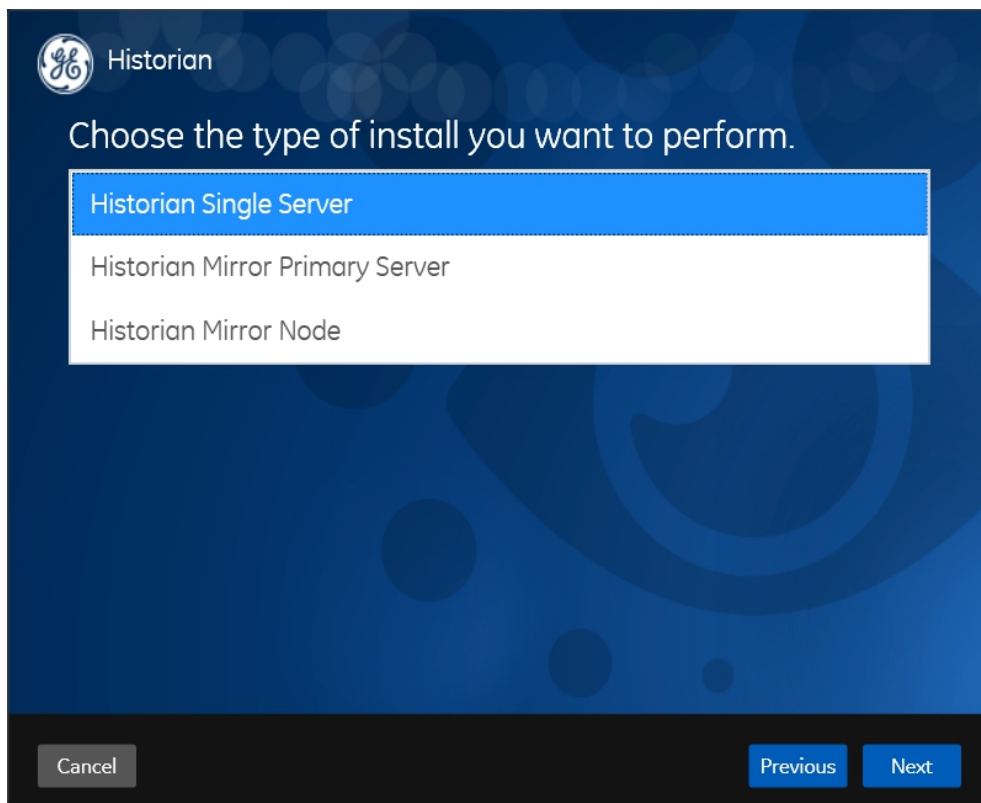 Historian
Choose the type of install you want to perform.
Historian Single Server
Historian Mirror Primary Server
Historian Mirror Node
Cancel
Previous
Next